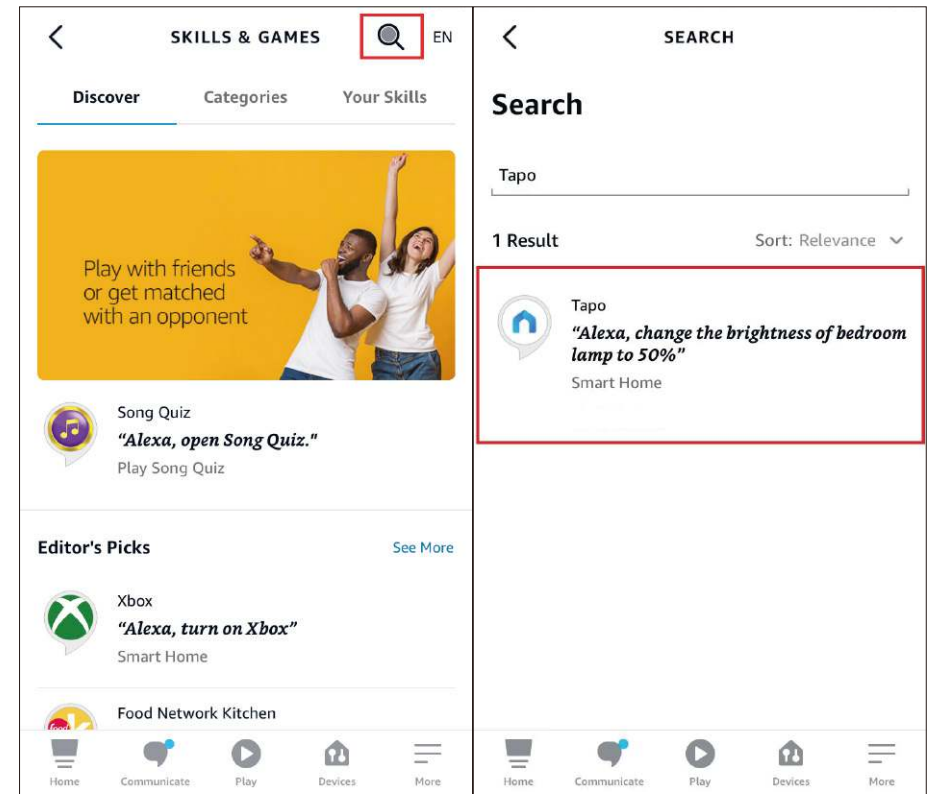 SKILLS & GAMES
EN
Discover
Categories
Your Skills
Play with friends
or get matched
with an opponent
Song Quiz
“Alexa, open Song Quiz."
Play Song Quiz
Editor's Picks
See More
Xbox
“Alexa, turn on Xbox”
Smart Home
food
Food Network Kitchen
Home
Communicate
Play
Devices
More
SEARCH
Search
Tapo
1 Result
Sort: Relevance
Tapo
“Alexa, change the brightness of bedroom
lamp to 50%”
Smart Home
Home
Communicate
Play
Devices
More